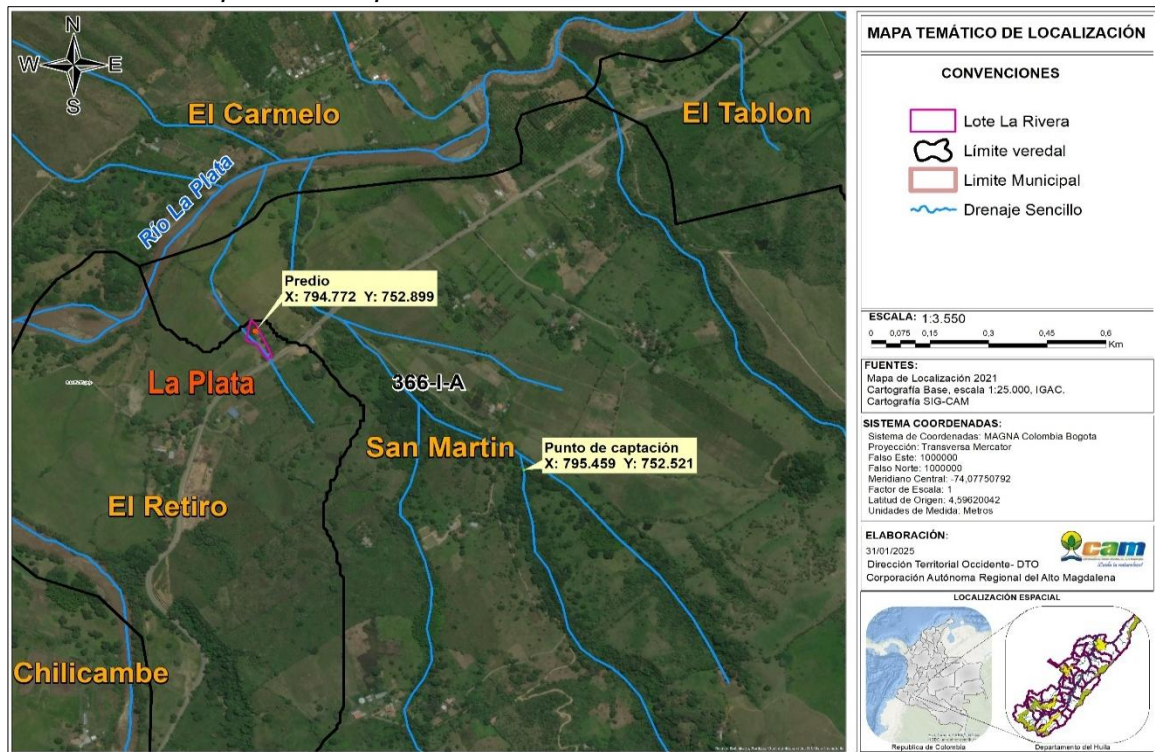 N
W E
S
El Carmelo
El Tablon
Río La Plata
Predio
X: 794.772 Y: 752.899
La Plata
366-I-A
San Martin
Punto de captación
X: 795.459 Y: 752.521
El Retiro
Chilicambe
MAPA TEMÁTICO DE LOCALIZACIÓN
CONVENCIONES
Lote La Rivera
Límite veredal
Limite Municipal
Drenaje Sencillo
ESCALA: 1:3.550
0 0,075 0,15 0,3 0,45 0,6
Km
FUENTES:
Mapa de Localización 2021
Cartografía Base, escala 1:25.000, IGAC.
Cartografía SIG-CAM
SISTEMA COORDENADAS:
Sistema de Coordenadas: MAGNA Colombia Bogota
Proyección: Transversa Mercator
Falso Este: 1000000
Falso Norte: 1000000
Meridiano Central: -74,07750792
Factor de Escala: 1
Latitud de Origen: 4,59620042
Unidades de Medida: Metros
ELABORACIÓN:
31/01/2025
Dirección Territorial Occidente- DTO
Corporación Autónoma Regional del Alto Magdalena
cam
LOCALIZACIÓN ESPACIAL
Republica de Colombia
Departamento del Huila